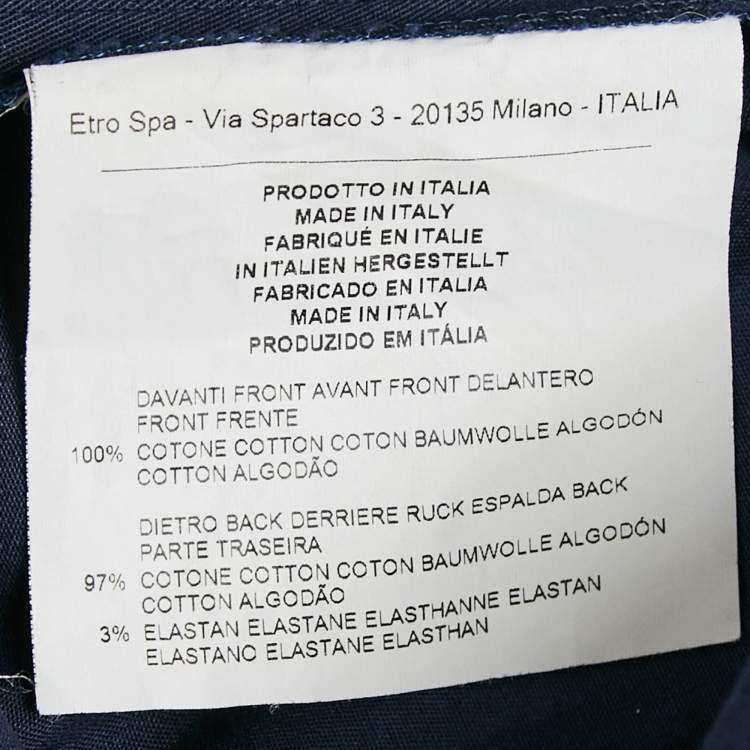 Etro Spa - Via Spartaco 3 - 20135 Milano - ITALIA
PRODOTTO IN ITALIA
MADE IN ITALY
FABRIQUÉ EN ITALIE
IN ITALIEN HERGESTELLT
FABRICADO EN ITALIA
MADE IN ITALY
PRODUZIDO EM ITÁLIA
DAVANTI FRONT AVANT FRONT DELANTERO
FRONT FRENTE
100% COTONE COTTON COTON BAUMWOLLE ALGODÓN
COTTON ALGODÃO
DIETRO BACK DERRIERE RUCK ESPALDA BACK
PARTE TRASEIRA
97% COTONE COTTON COTON BAUMWOLLE ALGODÓN
COTTON ALGODÃO
3% ELASTAN ELASTANE ELASTHANNE ELASTAN
ELASTANO ELASTANE ELASTHAN